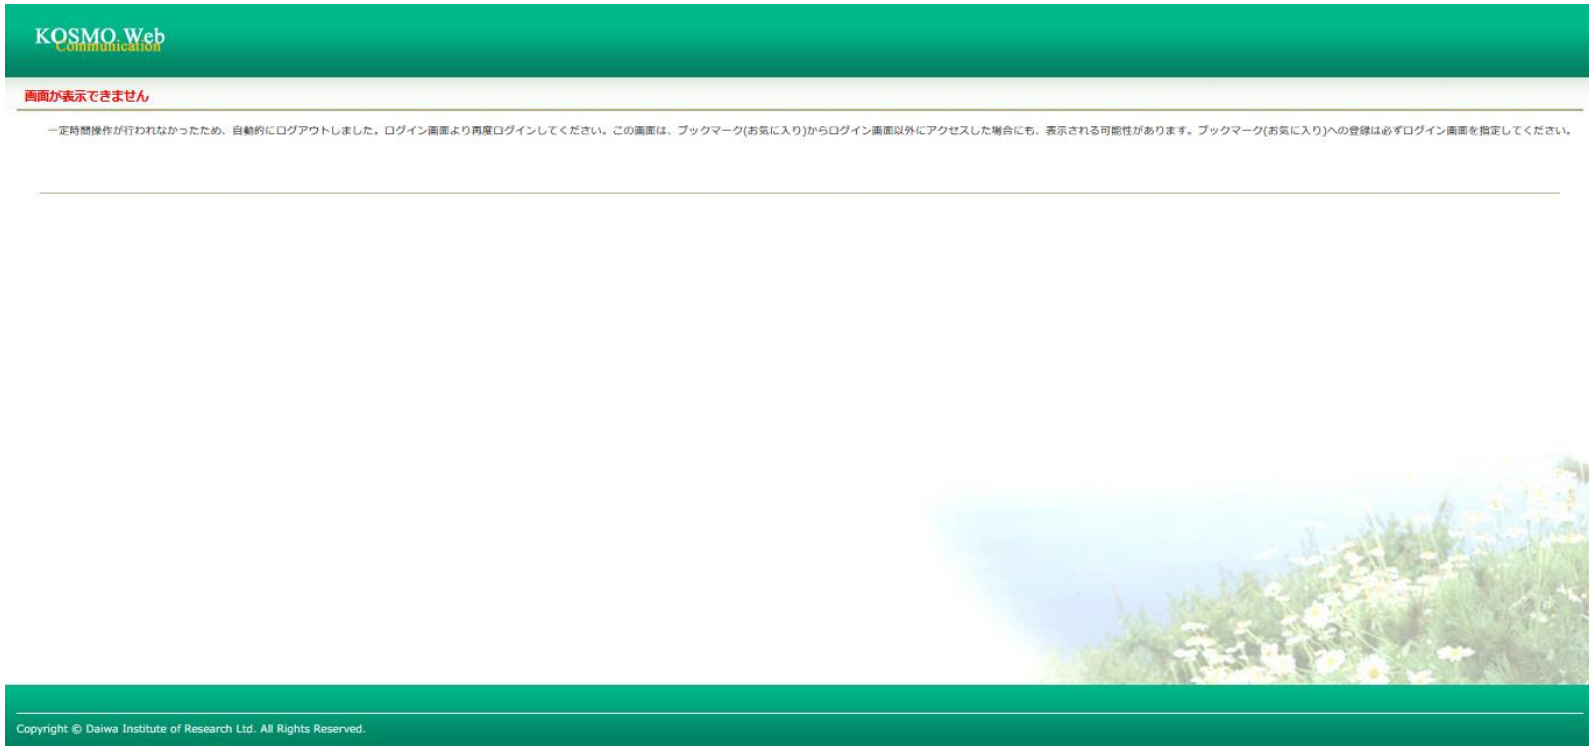 KOSMO Web
Communication
画面が表示できません
一定時間操作が行われなかったため、自動的にログアウトしました。ログイン画面より再度ログインしてください。この画面は、ブックマーク(お気に入り)からログイン画面以外にアクセスした場合にも、表示される可能性があります。ブックマーク(お気に入り)への登録は必ずログイン画面を指定してください。
Copyright © Daiwa Institute of Research Ltd. All Rights Reserved.